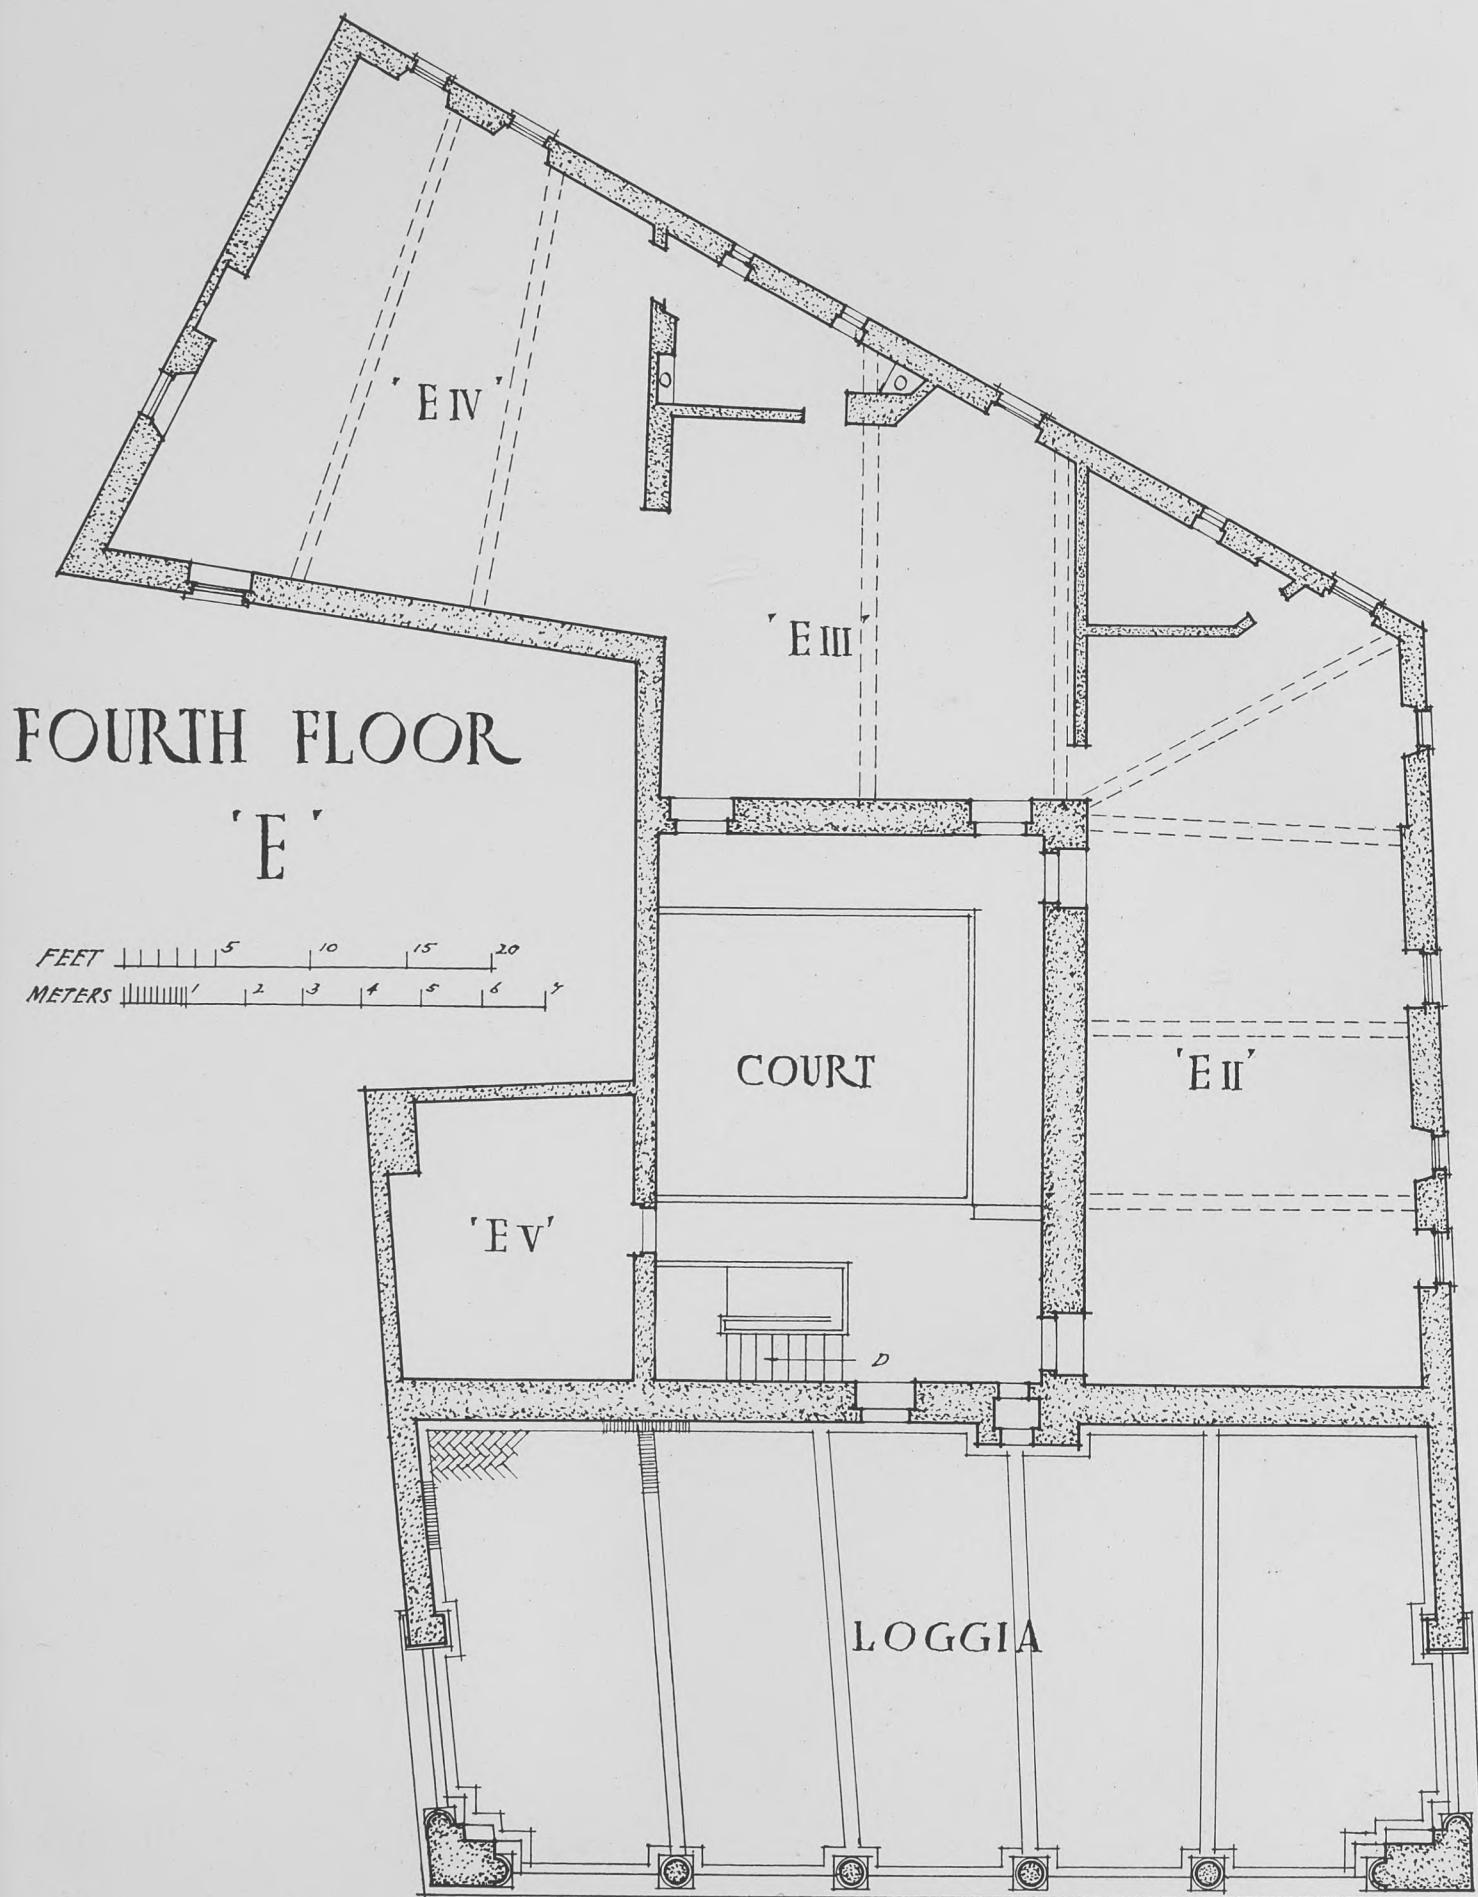 'E IV'
'E III'
FOURTH FLOOR
'E'
FEET 5 10 15 20
METERS 1 2 3 4 5 6 7
COURT
'E II'
'E V'
D
LOGGIA